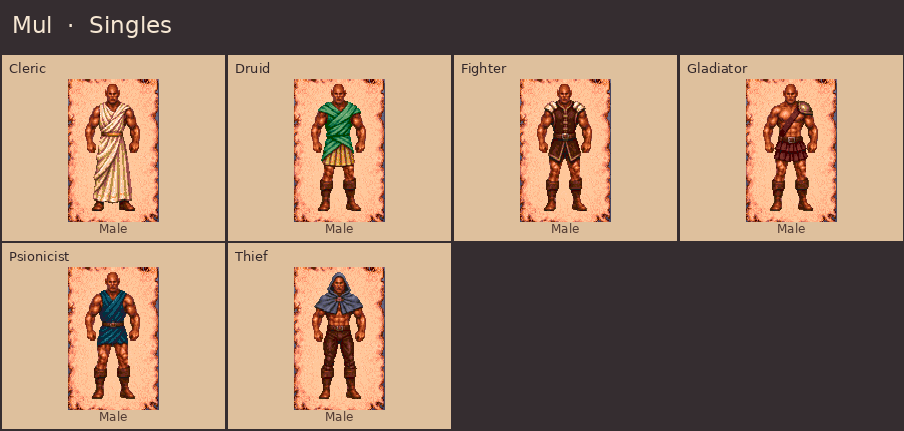 Mul · Singles
Cleric
Druid
Fighter
Gladiator
Male
Male
Male
Male
Psionicist
Thief
Male
Male